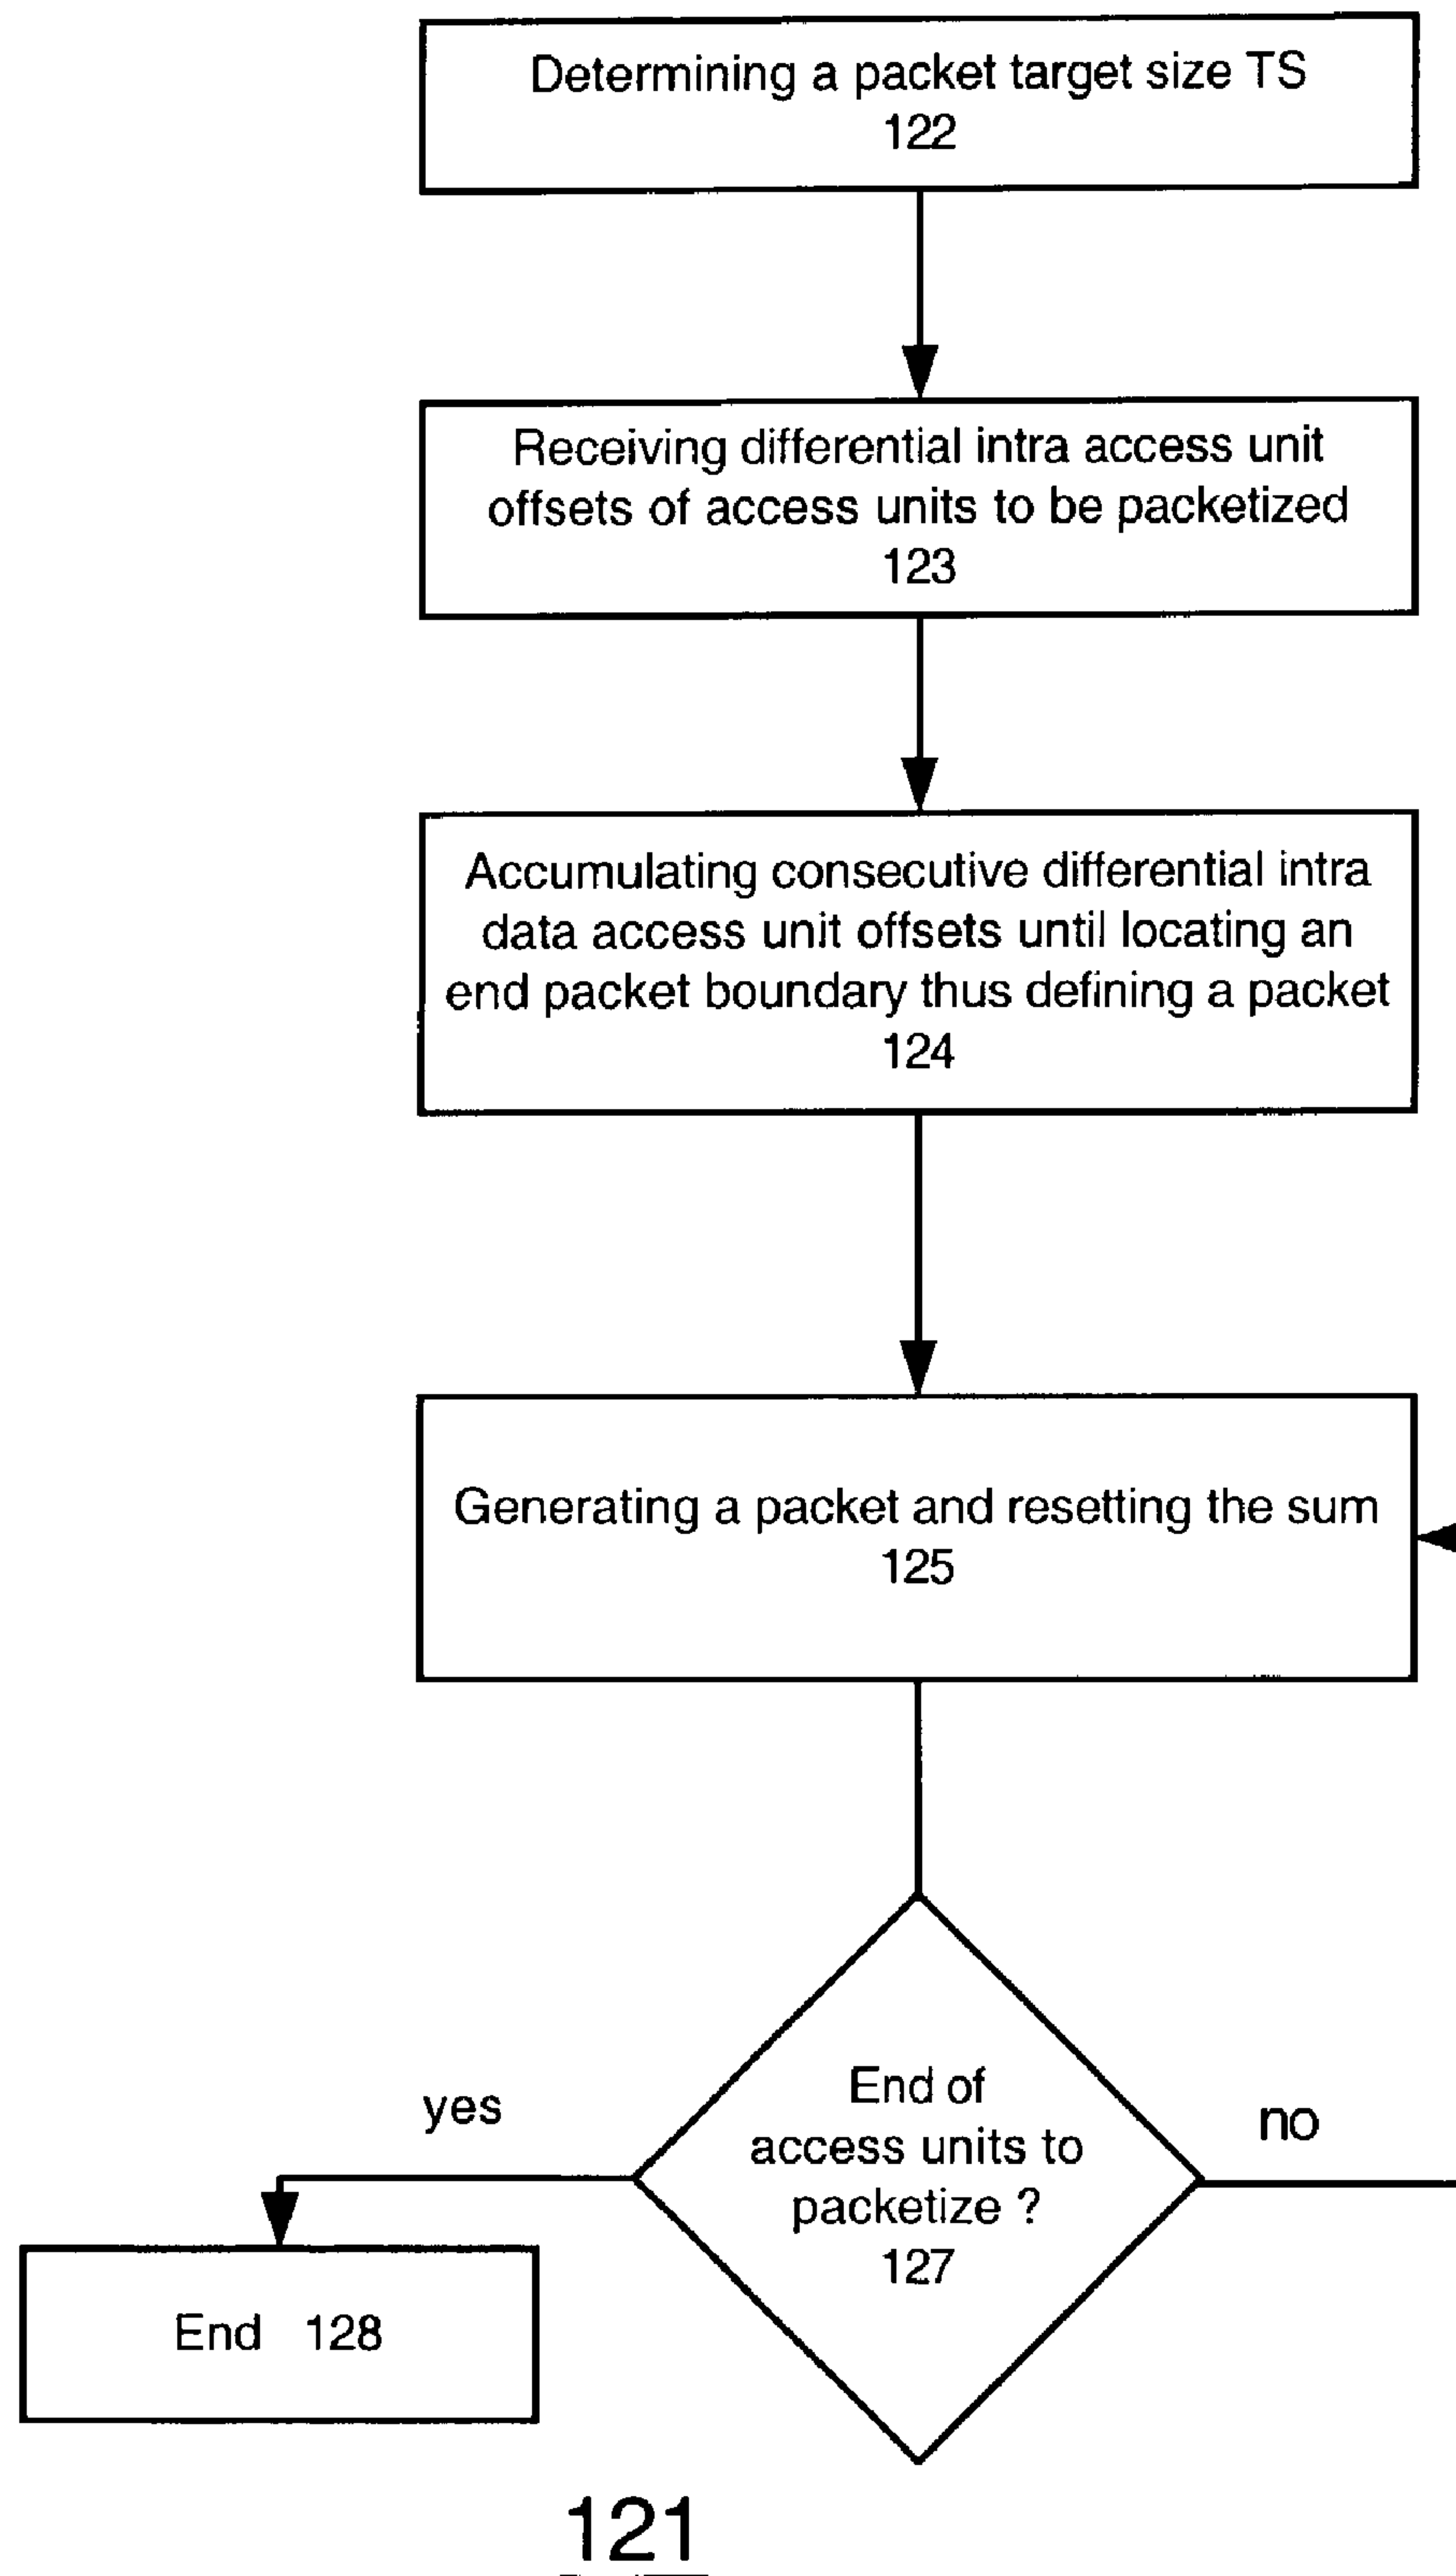 Determining a packet target size TS
122
Receiving differential intra access unit
offsets of access units to be packetized
123
Accumulating consecutive differential intra
data access unit offsets until locating an
end packet boundary thus defining a packet
124
Generating a packet and resetting the sum
125
End of
access units to
packetize ?
127
yes
no
End 128
121